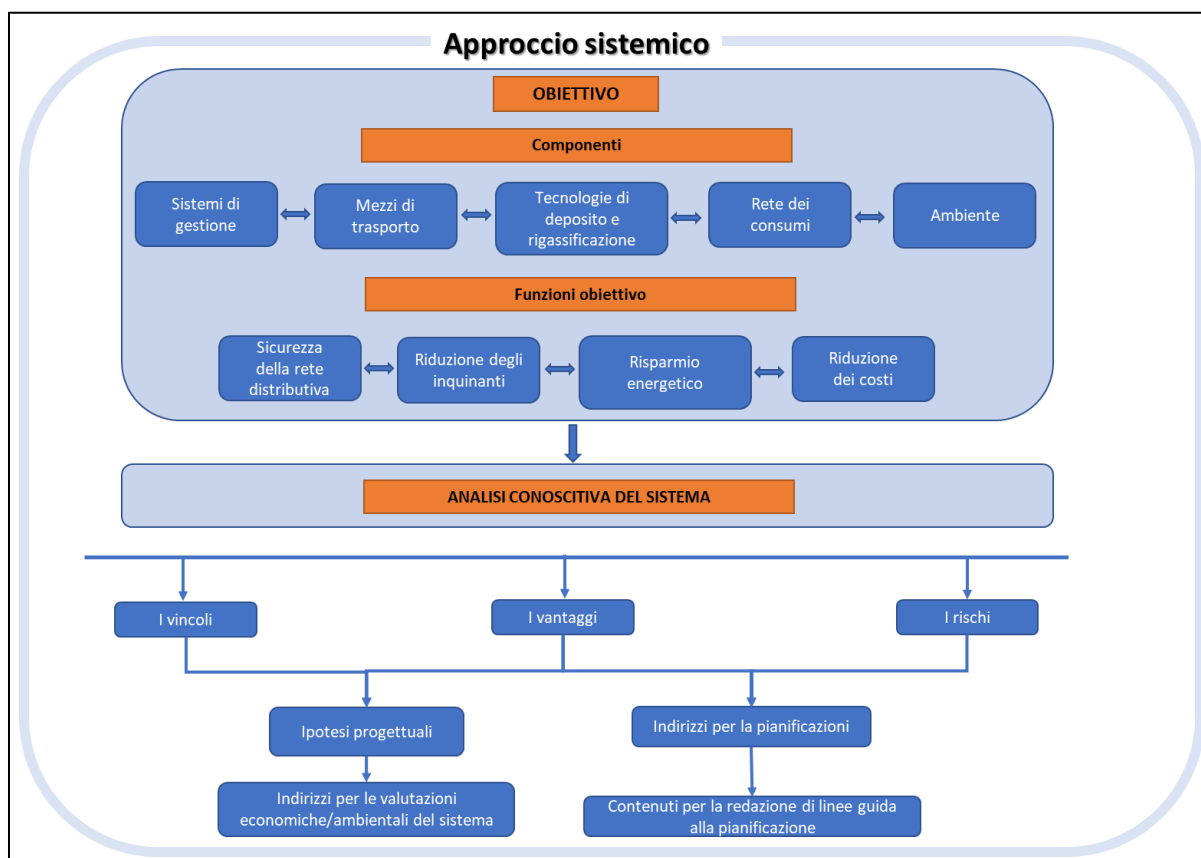 Approccio sistemico
OBIETTIVO
Componenti
Sistemi di
gestione
Mezzi di
trasporto
Tecnologie di
deposito e
rigassificazione
Rete dei
consumi
Ambiente
Funzioni obiettivo
Sicurezza
della rete
distributiva
Riduzione degli
inquinanti
Risparmio
energetico
Riduzione
dei costi
ANALISI CONOSCITIVA DEL SISTEMA
I vincoli
I vantaggi
I rischi
Ipotesi progettuali
Indirizzi per la pianificazioni
Indirizzi per le valutazioni
economiche/ambientali del sistema
Contenuti per la redazione di linee guida
alla pianificazione